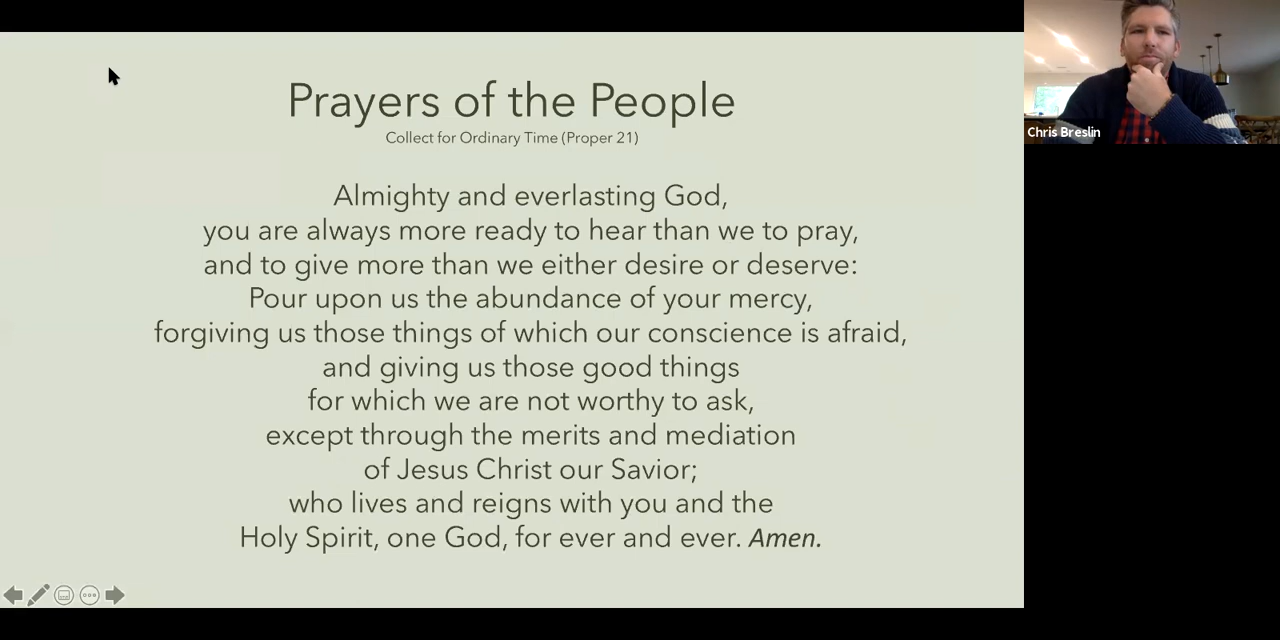 Prayers of the People
Collect for Ordinary Time (Proper 21)
Almighty and everlasting God,
you are always more ready to hear than we to pray,
and to give more than we either desire or deserve:
Pour upon us the abundance of your mercy,
forgiving us those things of which our conscience is afraid,
and giving us those good things
for which we are not worthy to ask,
except through the merits and mediation
of Jesus Christ our Savior;
who lives and reigns with you and the
Holy Spirit, one God, for ever and ever. Amen.
Chris Breslin